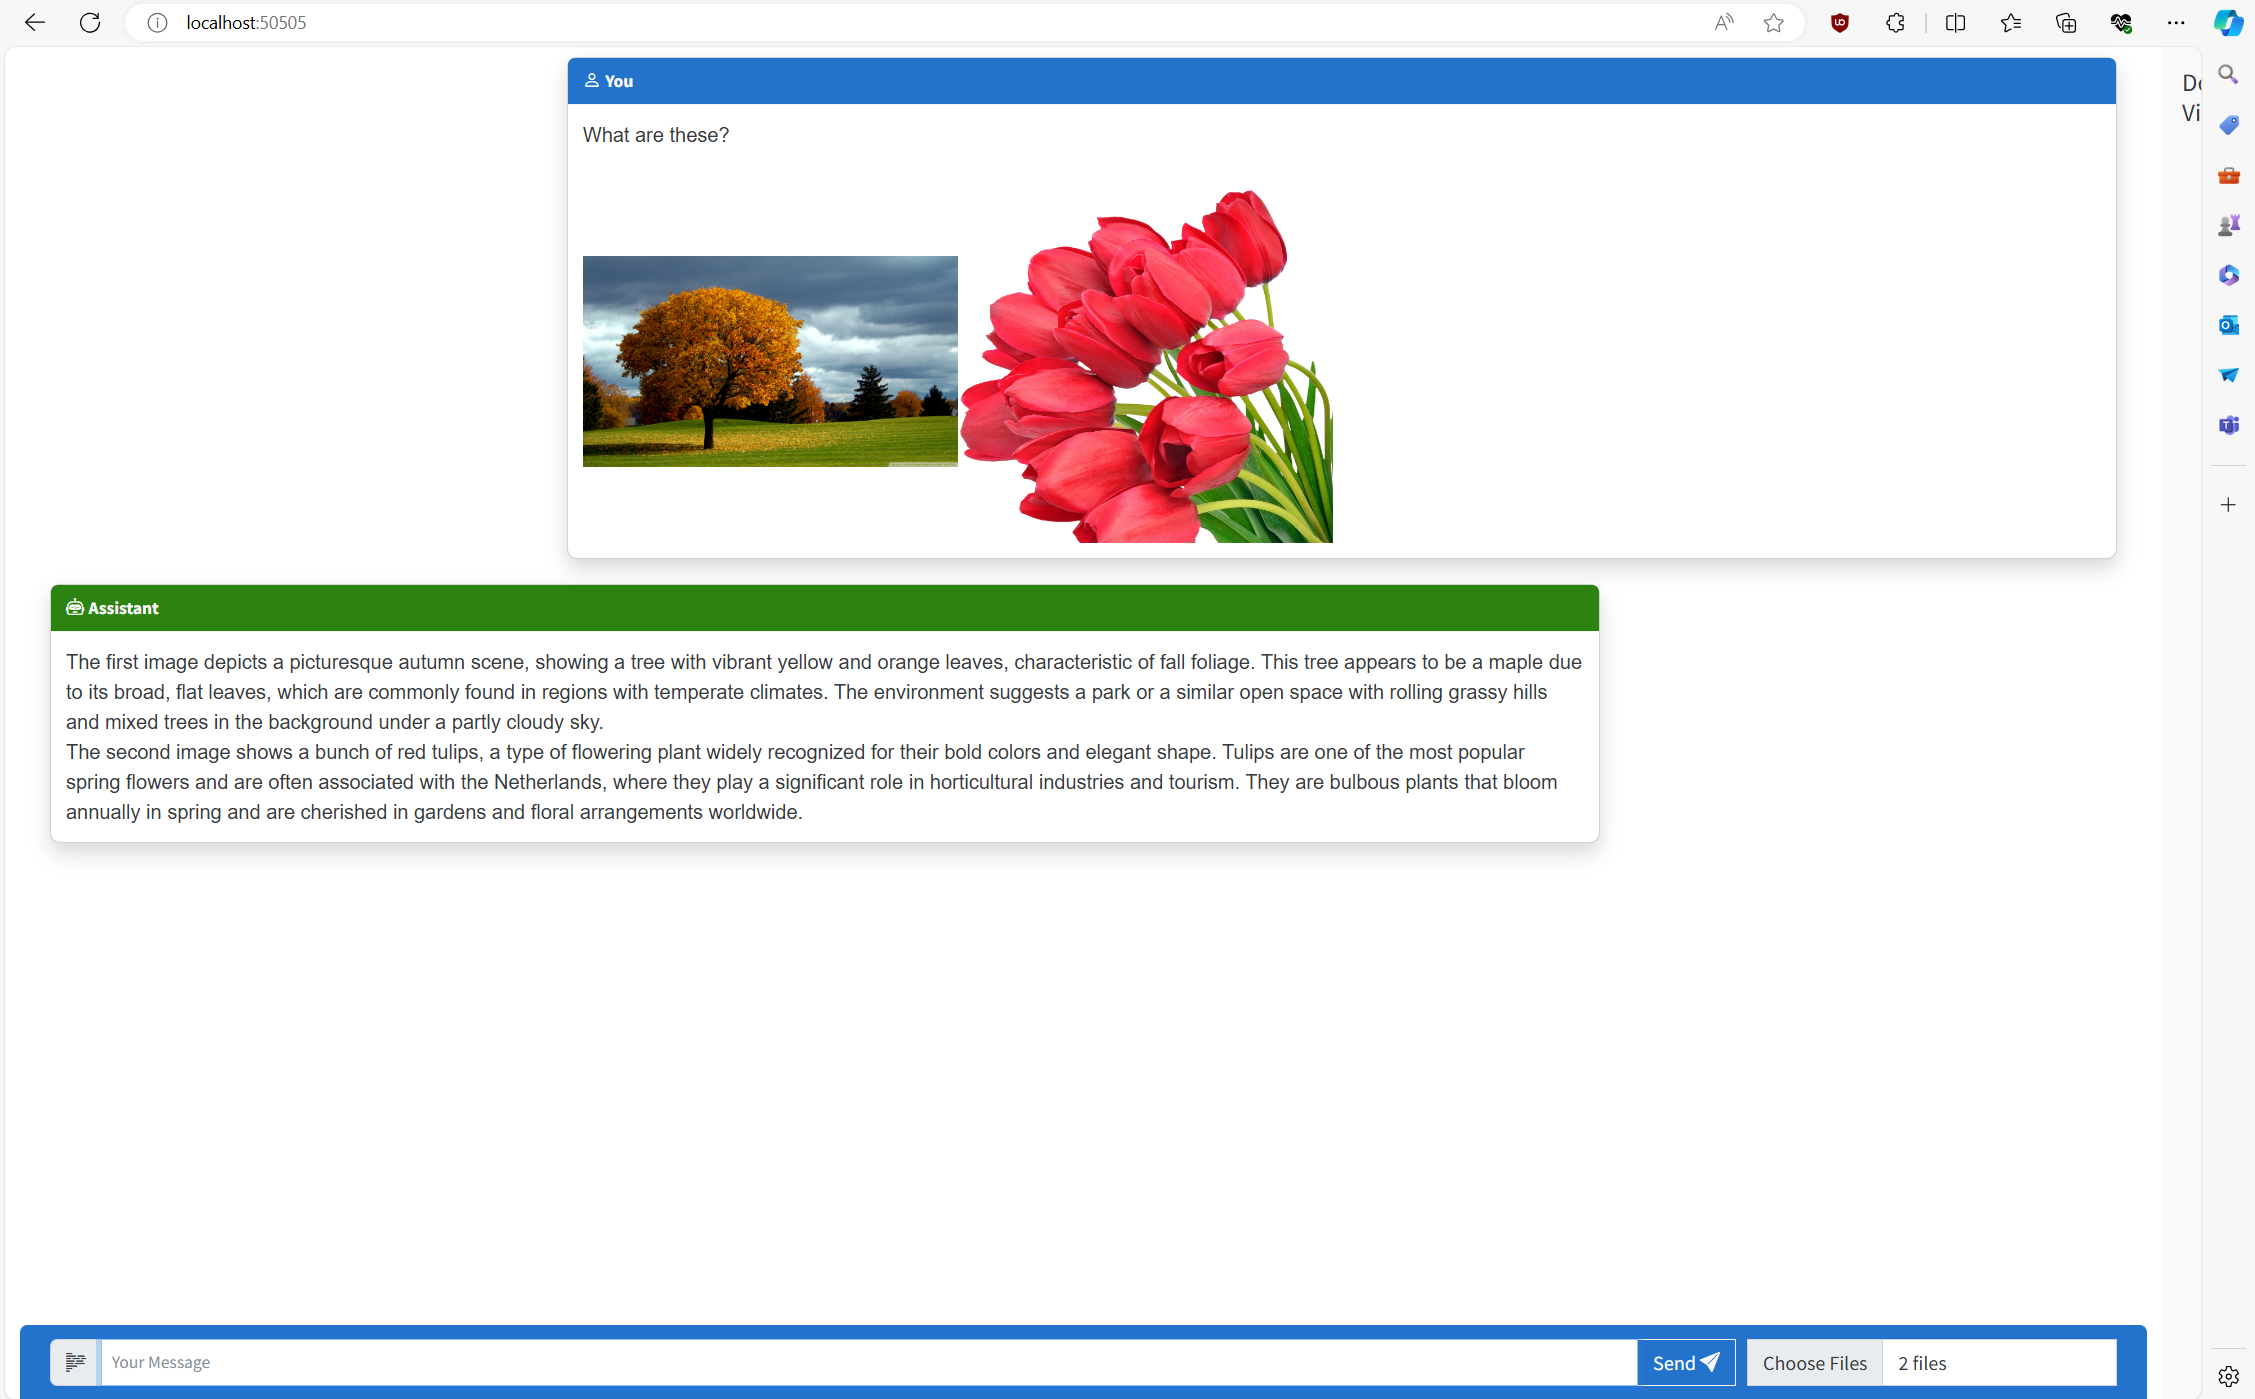 localhost:50505
You
What are these?
Assistant
The first image depicts a picturesque autumn scene, showing a tree with vibrant yellow and orange leaves, characteristic of fall foliage. This tree appears to be a maple due
to its broad, flat leaves, which are commonly found in regions with temperate climates. The environment suggests a park or a similar open space with rolling grassy hills
and mixed trees in the background under a partly cloudy sky.
The second image shows a bunch of red tulips, a type of flowering plant widely recognized for their bold colors and elegant shape. Tulips are one of the most popular
spring flowers and are often associated with the Netherlands, where they play a significant role in horticultural industries and tourism. They are bulbous plants that bloom
annually in spring and are cherished in gardens and floral arrangements worldwide.
Your Message
Send
Choose Files
2 files